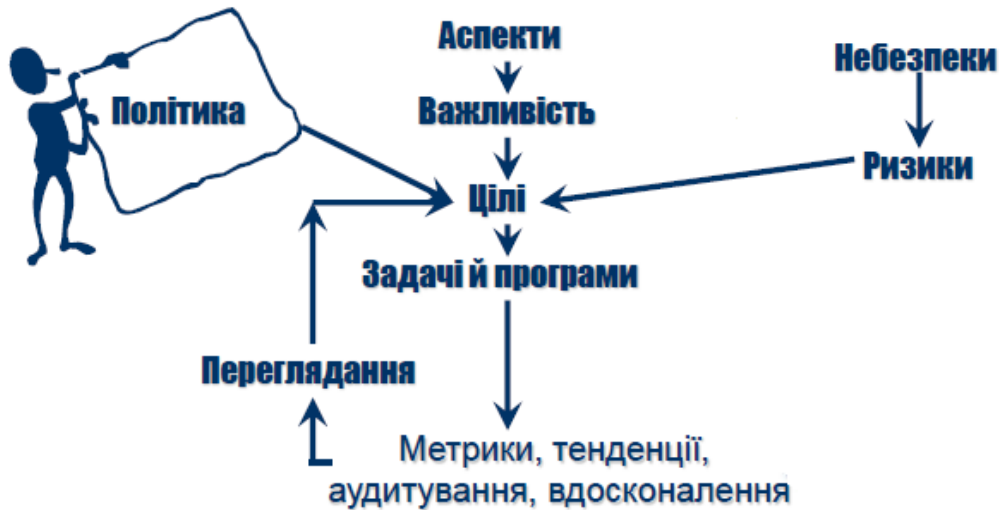 Аспекти
Небезпеки
Політика
Важливість
Ризики
Цілі
Задачі й програми
Переглядання
Метрики, тенденції,
аудитування, вдосконалення